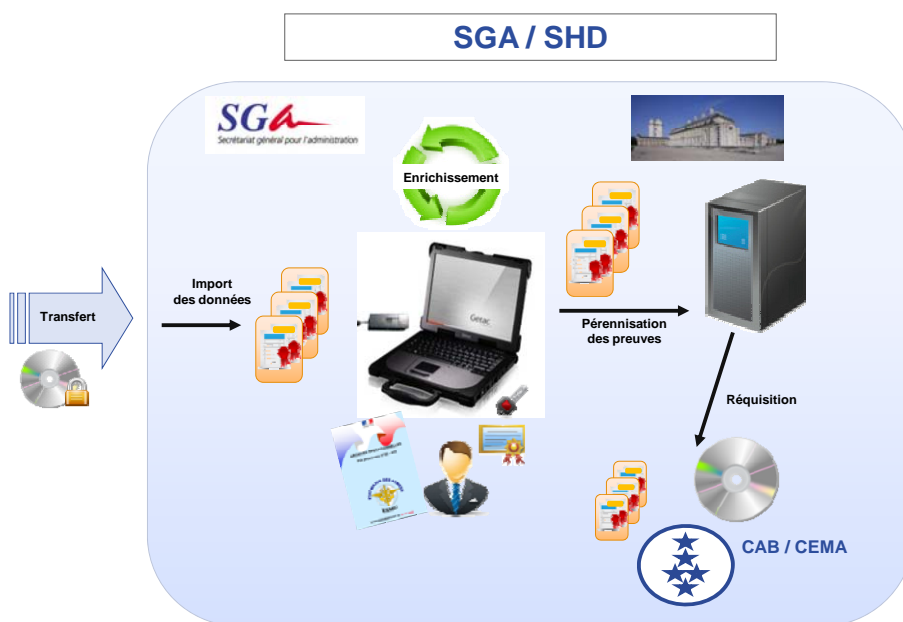 SGA / SHD
SGa
Secrétariat général pour l'administration
Enrichissement
Import
des données
Transfert
Getac
Pérennisation
des preuves
Réquisition
CAB / CEMA